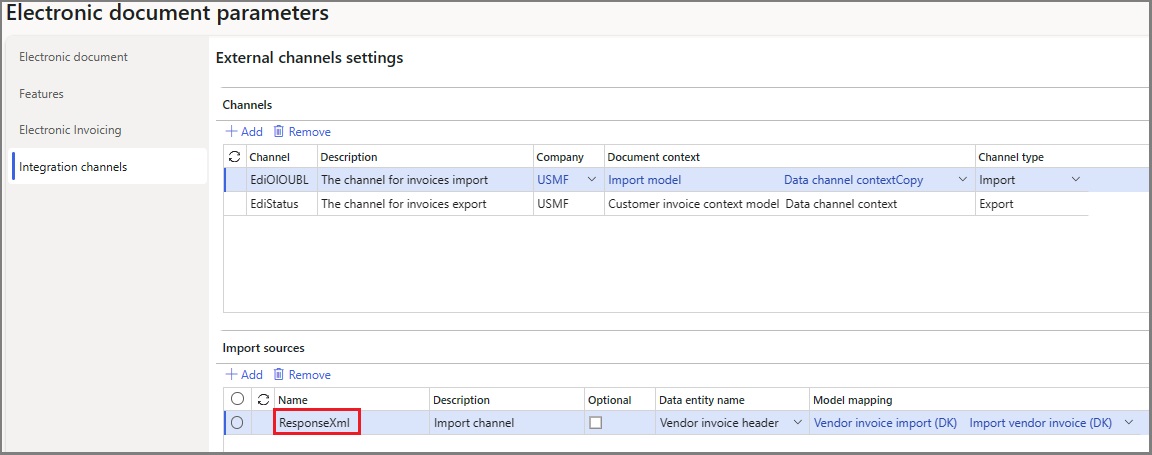 Electronic document parameters
Electronic document
Features
Electronic Invoicing
Integration channels
External channels settings
Channels
Add Remove
Channel Description Company Document context Channel type
EdiOIOUBL The channel for invoices import USMF Import model Data channel contextCopy Import
EdiStatus The channel for invoices export USMF Customer invoice context model Data channel context Export
Import sources
Add Remove
Name Description Optional Data entity name Model mapping
ResponseXml Import channel Vendor invoice header Vendor invoice import (DK) Import vendor invoice (DK)